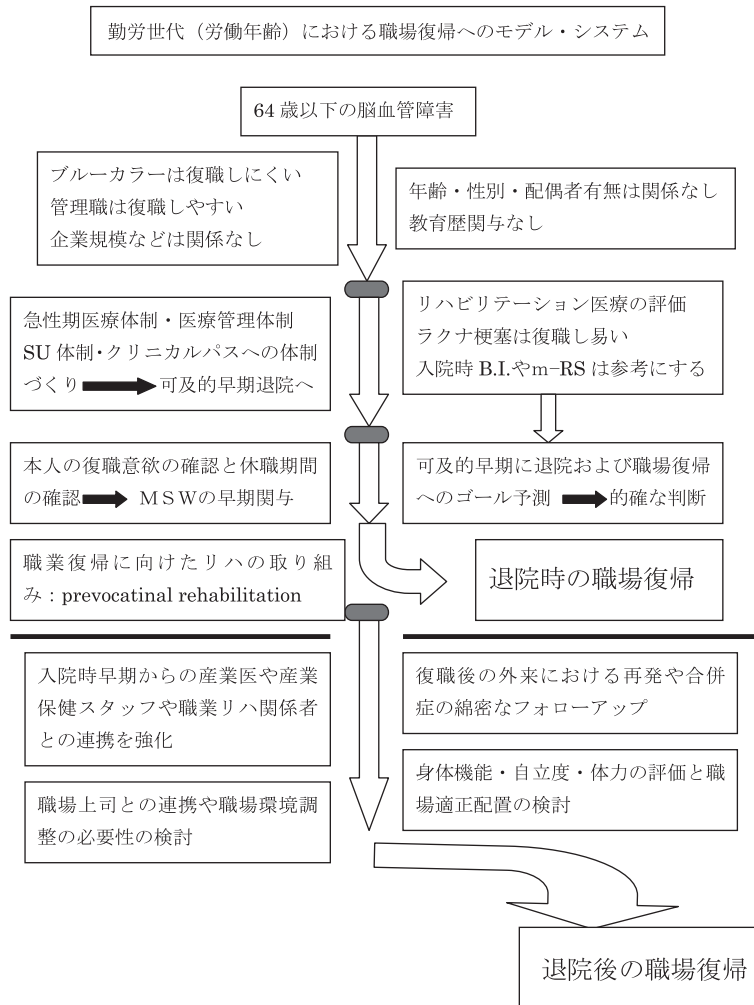 勤労世代（労働年齢）における職場復帰へのモデル・システム
64 歳以下の脳血管障害
ブルーカラーは復職しにくい
管理職は復職しやすい
企業規模などは関係なし
年齢・性別・配偶者有無は関係なし
教育歴関与なし
急性期医療体制・医療管理体制
SU 体制・クリニカルパスへの体制
づくり 可及的早期退院へ
リハビリテーション医療の評価
ラクナ梗塞は復職し易い
入院時 B.I.やm–RS は参考にする
本人の復職意欲の確認と休職期間
の確認 ＭＳＷの早期関与
可及的早期に退院および職場復帰
へのゴール予測 的確な判断
職業復帰に向けたリハの取り組
み：prevocatinal rehabilitation
退院時の職場復帰
入院時早期からの産業医や産業
保健スタッフや職業リハ関係者
との連携を強化
復職後の外来における再発や合併
症の綿密なフォローアップ
職場上司との連携や職場環境調
整の必要性の検討
身体機能・自立度・体力の評価と職
場適正配置の検討
退院後の職場復帰